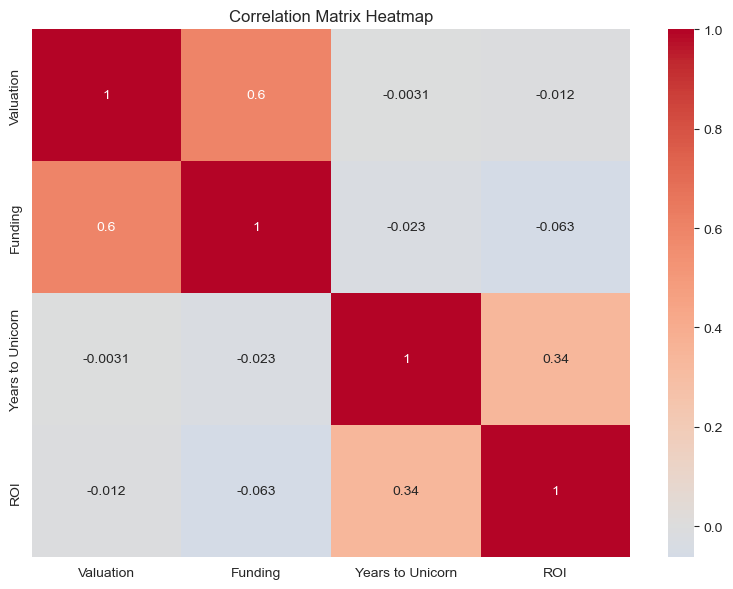 Correlation Matrix Heatmap
Valuation
1
0.6
-0.0031
-0.012
Funding
0.6
1
-0.023
-0.063
Years to Unicorn
-0.0031
-0.023
1
0.34
ROI
-0.012
-0.063
0.34
1
Valuation
Funding
Years to Unicorn
ROI
1.0
0.8
0.6
0.4
0.2
0.0